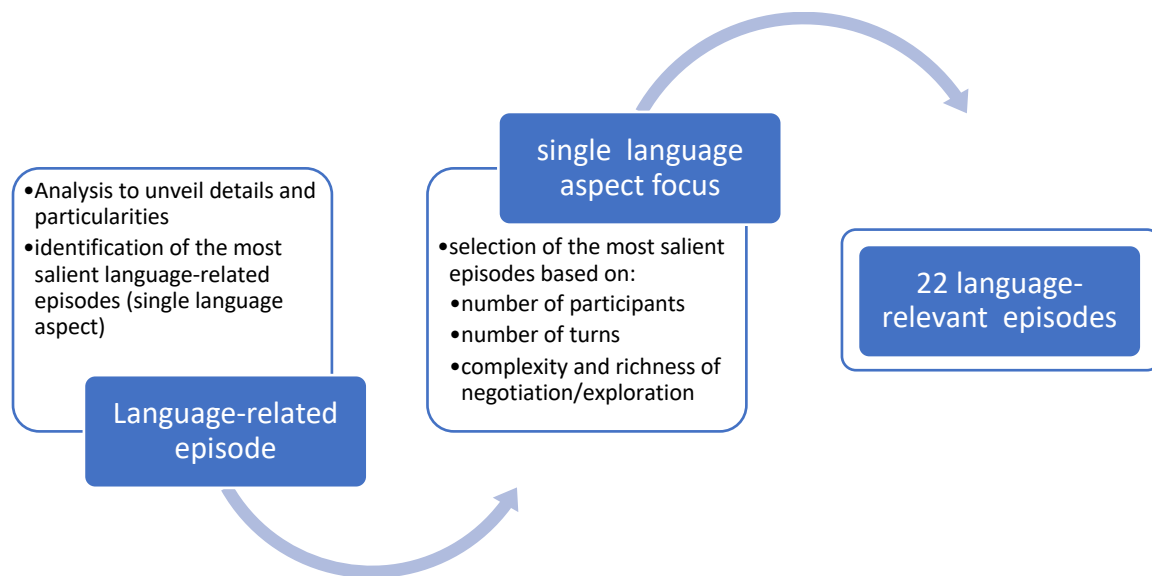 •Analysis to unveil details and
particularities
•identification of the most
salient language-related
episodes (single language
aspect)
Language-related
episode
single language
aspect focus
•selection of the most salient
episodes based on:
•number of participants
•number of turns
•complexity and richness of
negotiation/exploration
22 language-
relevant episodes